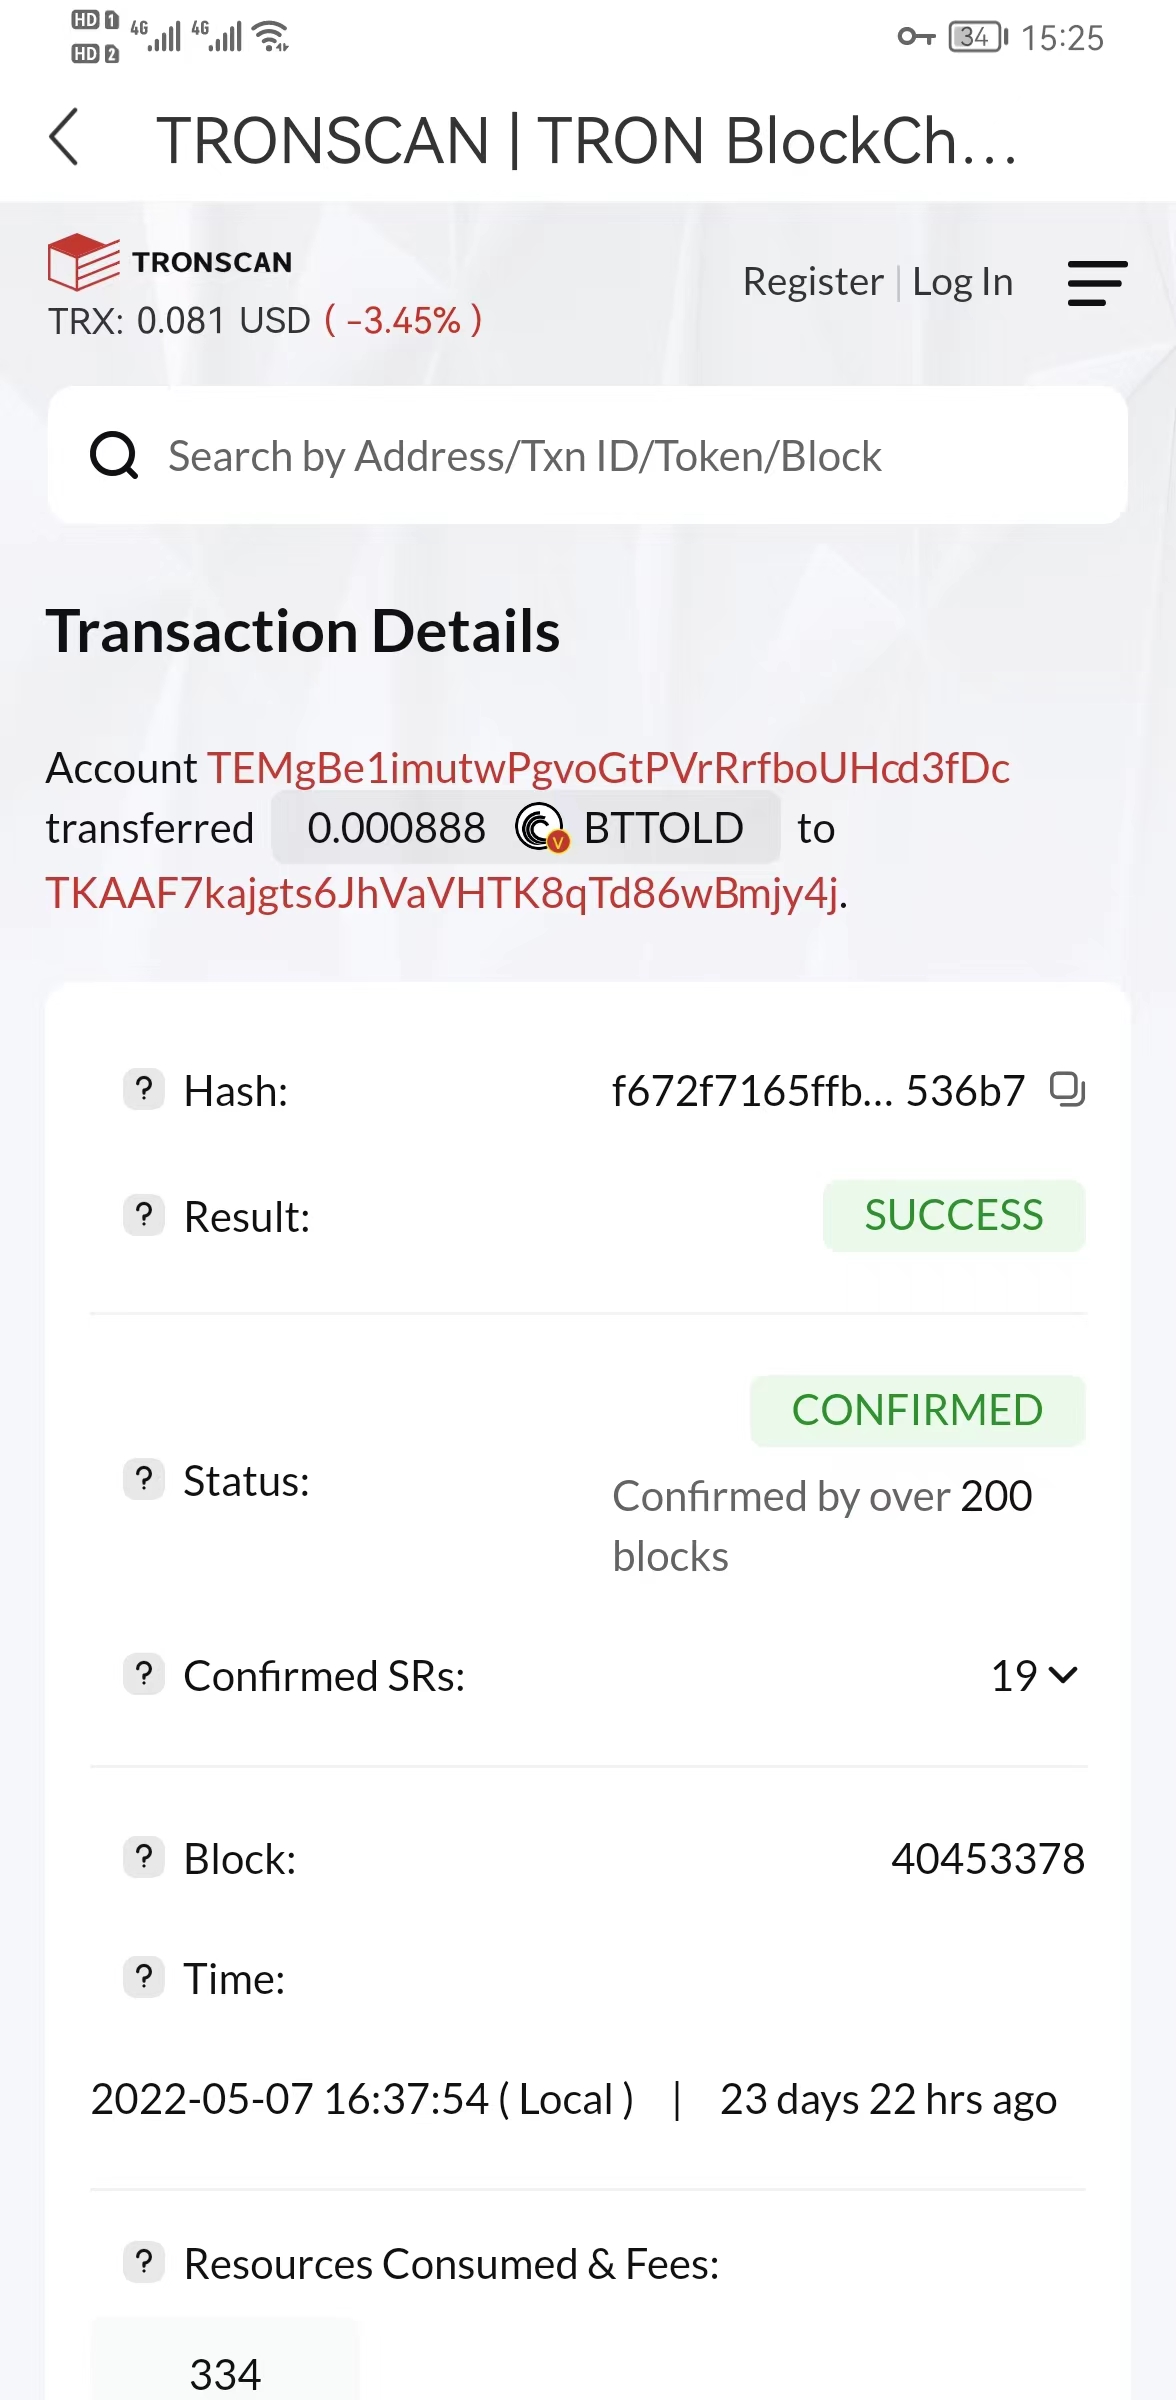 HD 1 4G 4G
HD 2
34 15:25
TRONSCAN | TRON BlockCh...
TRONSCAN
Register | Log In
TRX: 0.081 USD ( -3.45% )
Search by Address/Txn ID/Token/Block
Transaction Details
Account TEMgBe1imutwPgvoGtPVrRrfboUHcd3fDc
transferred 0.000888 V BTTOLD to
TKAAF7kajgts6JhVaVHTK8qTd86wBmjy4j.
? Hash: f672f7165ffb... 536b7
? Result: SUCCESS
CONFIRMED
? Status:
Confirmed by over 200
blocks
? Confirmed SRs: 19
? Block: 40453378
? Time:
2022-05-07 16:37:54 ( Local ) | 23 days 22 hrs ago
? Resources Consumed & Fees:
334